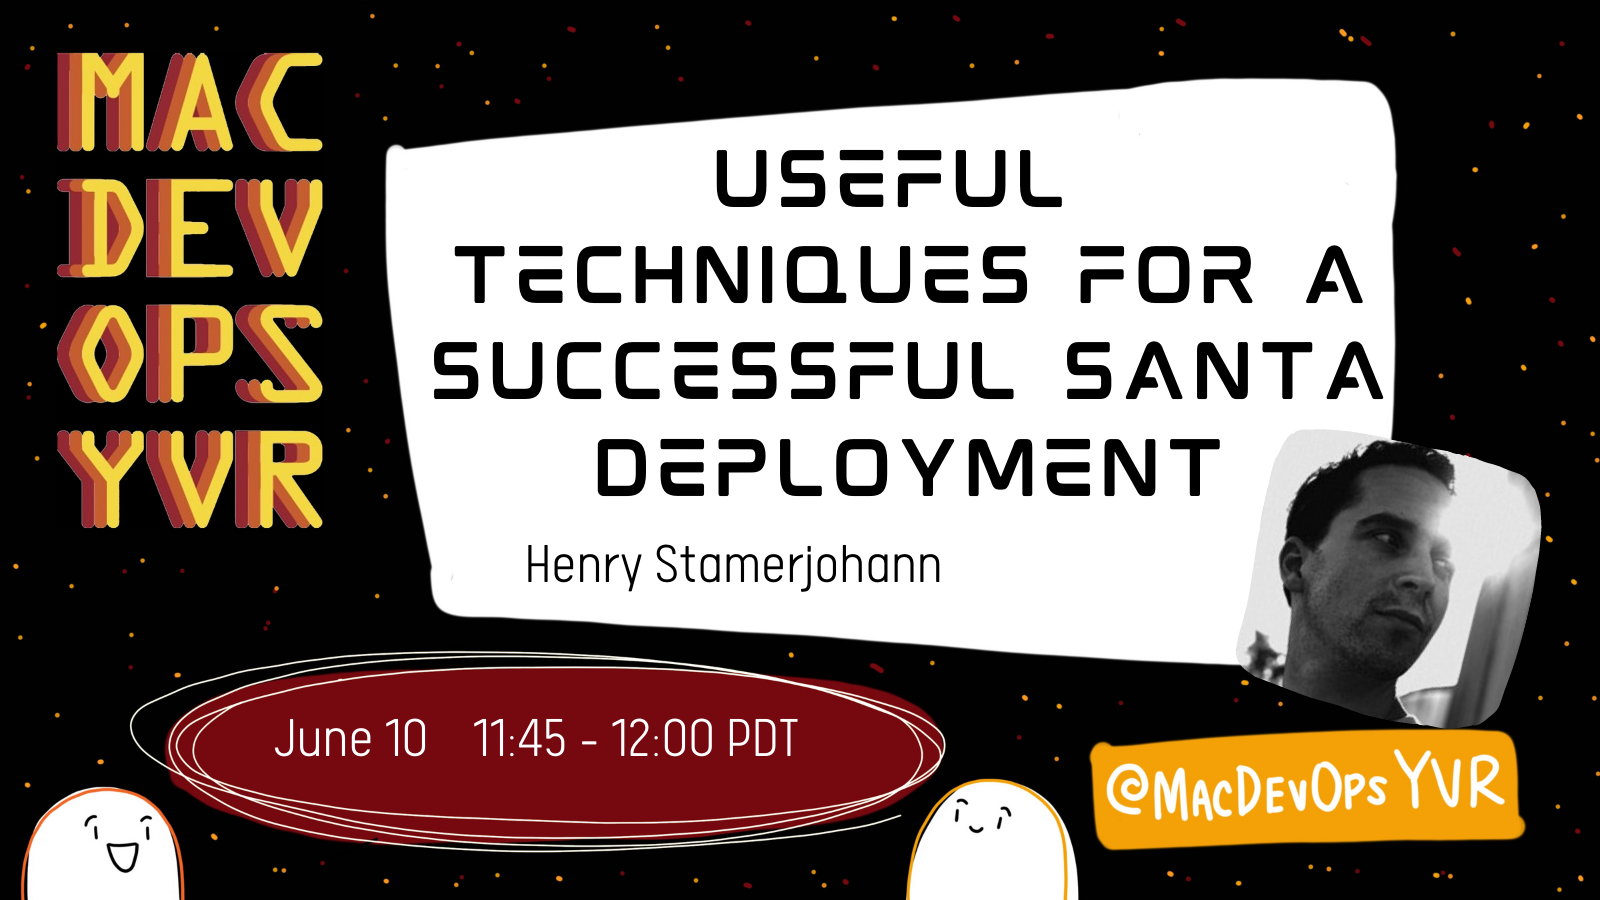 MAC
DEV
OPS
YVR
USEFUL
TECHNIQUES FOR A
SUCCESSFUL SANTA
DEPLOYMENT
Henry Stamerjohann
June 10 11:45 - 12:00 PDT
@MacDevOps YVR